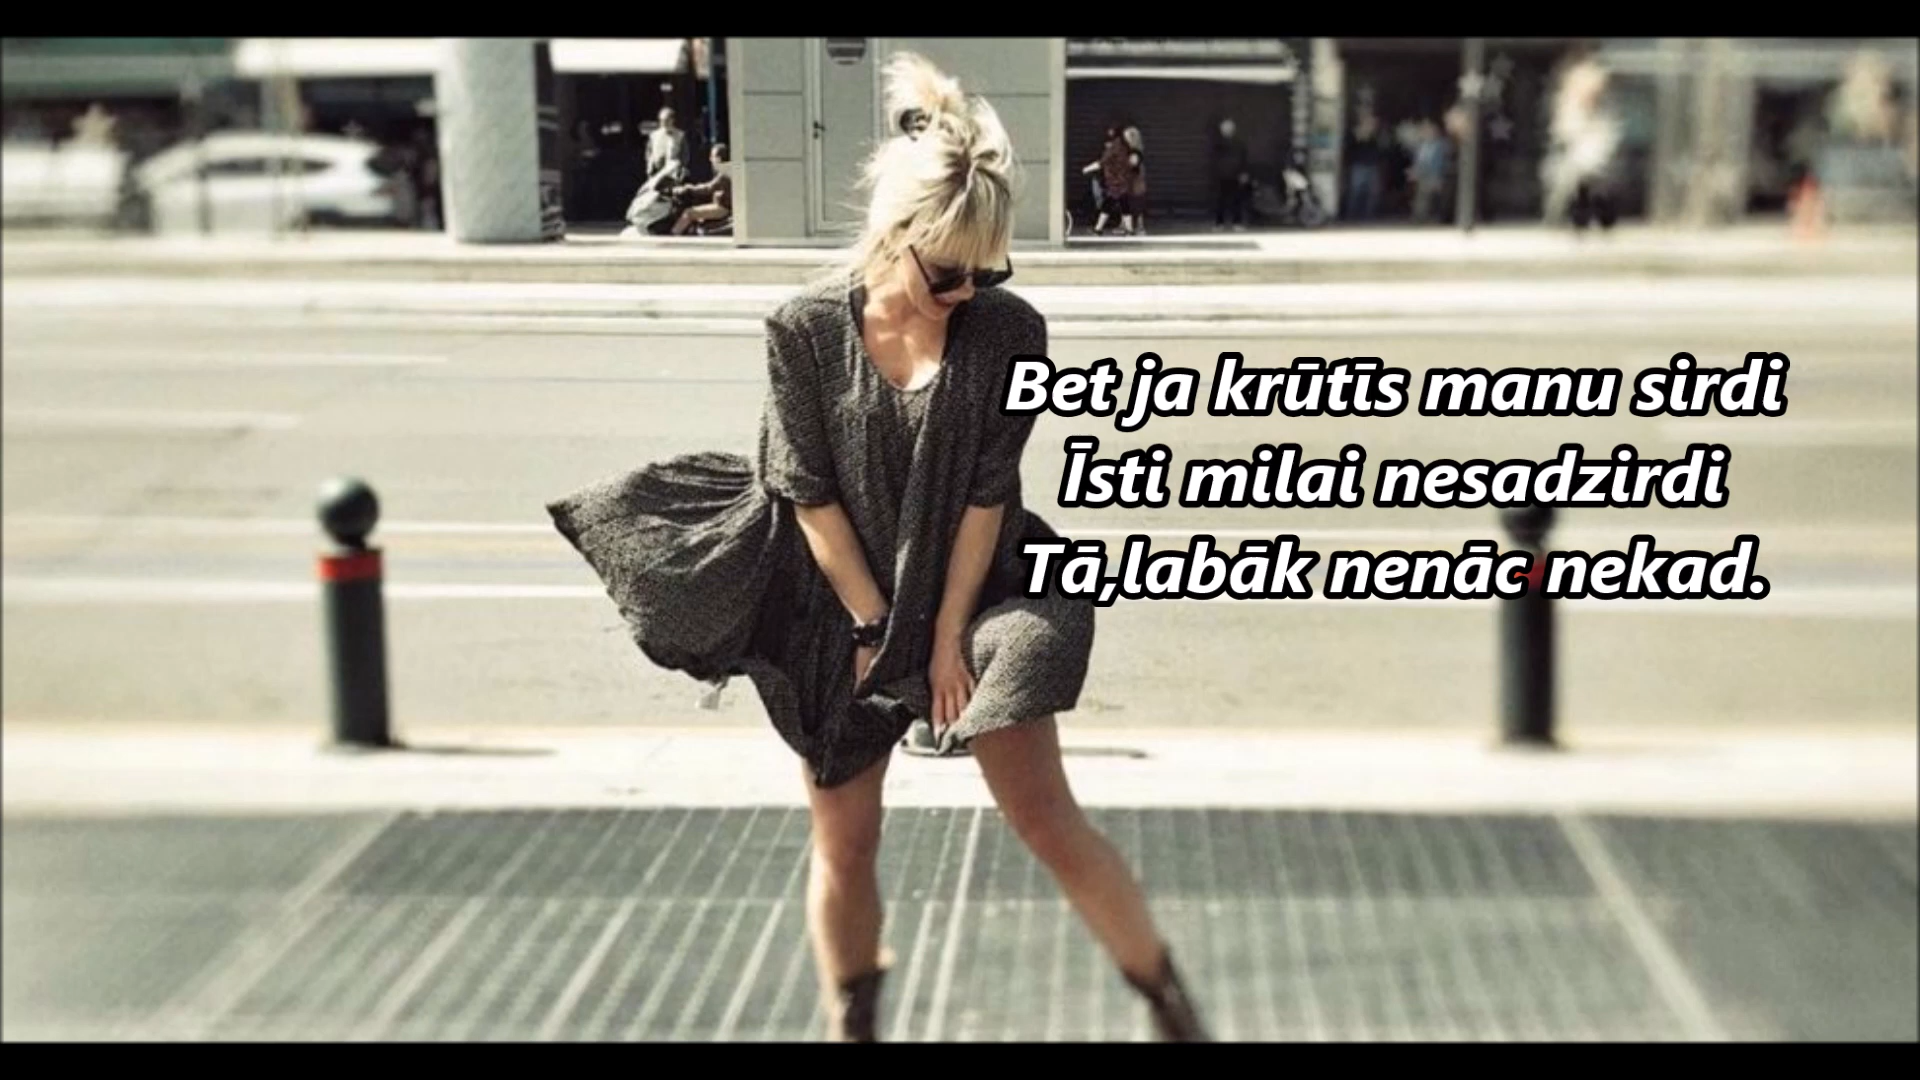 Bet ja krūtīs manu sirdi
Īsti milai nesadzirdi
Tā,labāk nenāc nekad.